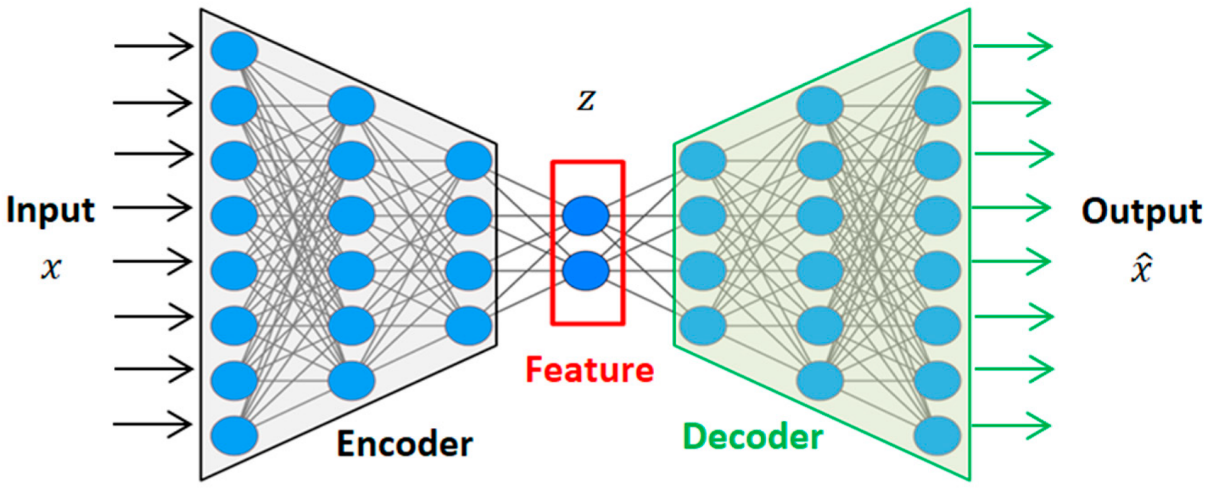 z
Input
x
Output
x̂
Feature
Encoder
Decoder